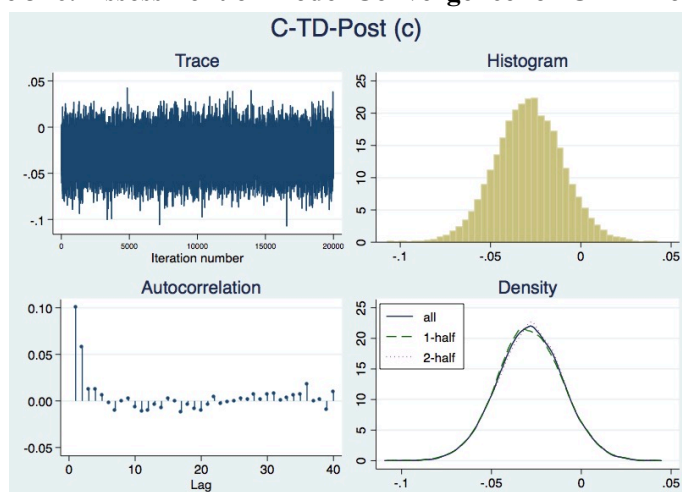 C-TD-Post (c)
Trace
.05
0
-.05
-.1
0 5000 10000 15000 20000
Iteration number
Histogram
25
20
15
10
5
0
-.1 -.05 0 .05
Autocorrelation
0.10
0.05
0.00
-0.05
0 10 20 30 40
Lag
Density
25
20
15
10
5
0
all
1-half
2-half
-.1 -.05 0 .05